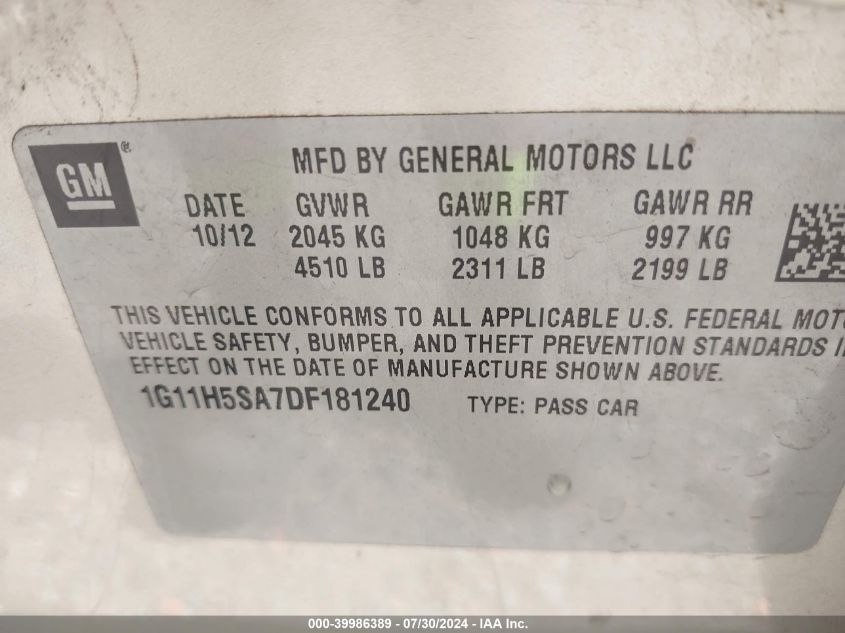 GM®
MFD BY GENERAL MOTORS LLC
DATE GVWR GAWR FRT GAWR RR
10/12 2045 KG 1048 KG 997 KG
4510 LB 2311 LB 2199 LB
THIS VEHICLE CONFORMS TO ALL APPLICABLE U.S. FEDERAL MOTO
VEHICLE SAFETY, BUMPER, AND THEFT PREVENTION STANDARDS I
EFFECT ON THE DATE OF MANUFACTURE SHOWN ABOVE.
1G11H5SA7DF181240 TYPE: PASS CAR
000-39986389 / 07/30/2024 - IAA Inc.